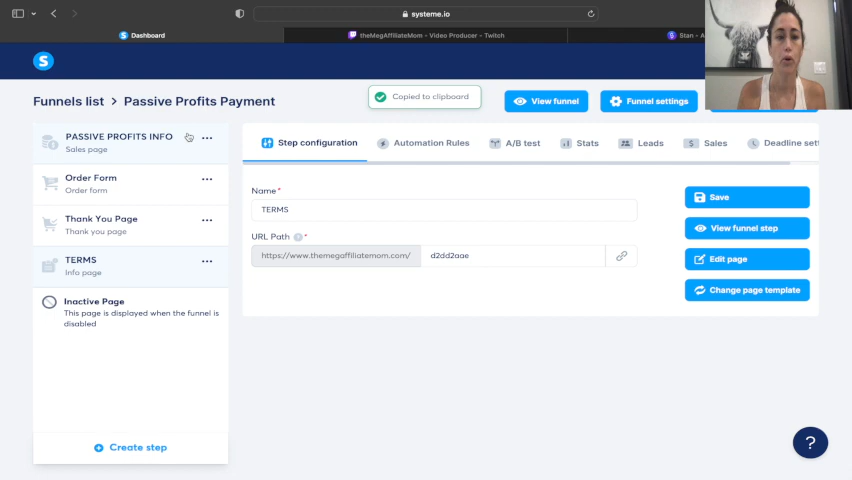 systeme.io
S Dashboard
theMegAffiliateMom - Video Producer - Twitch
S Stan - A
S
Funnels list > Passive Profits Payment
Copied to clipboard
View funnel
Funnel settings
PASSIVE PROFITS INFO
Sales page
Order Form
Order form
Thank You Page
Thank you page
TERMS
Info page
Inactive Page
This page is displayed when the funnel is
disabled
Create step
Step configuration
Automation Rules
A/B test
Stats
Leads
Sales
Deadline sett
Name*
TERMS
URL Path ? *
https://www.themegaffiliatemom.com/
d2dd2aae
Save
View funnel step
Edit page
Change page template
?